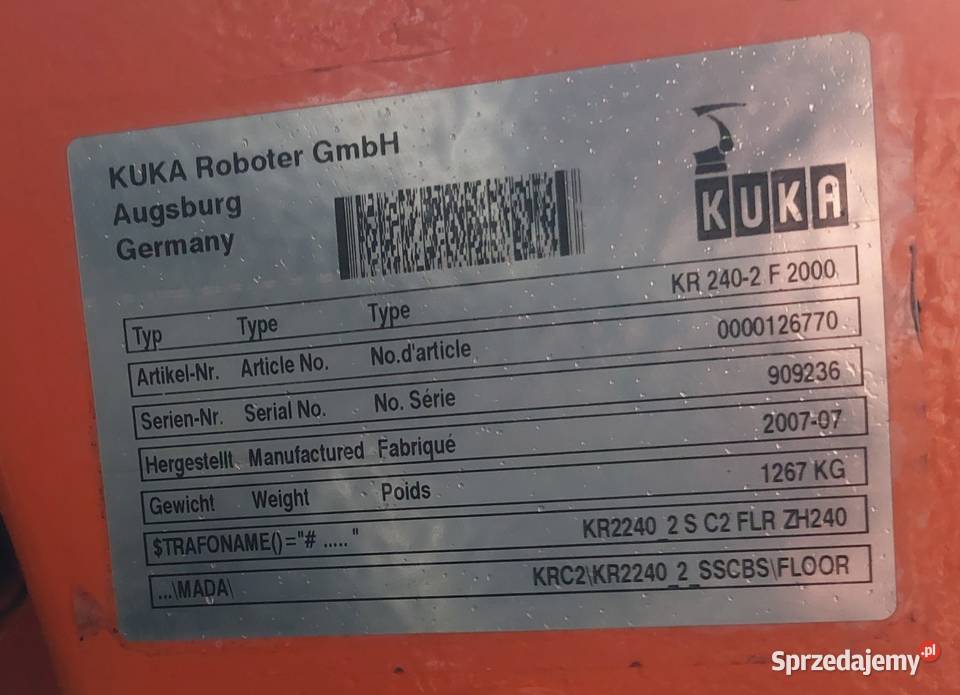 KUKA Roboter GmbH
Augsburg
Germany
KUKA
Typ Type Type KR 240-2 F 2000
Artikel-Nr. Article No. No.d'article 0000126770
Serien-Nr. Serial No. No. Série 909236
Hergestellt Manufactured Fabriqué 2007-07
Gewicht Weight Poids 1267 KG
$TRAFONAME()="# ..... " KR2240_2 S C2 FLR ZH240
...\MADA\ KRC2\KR2240_2_SSCBS\FLOOR
Sprzedajemy.pl